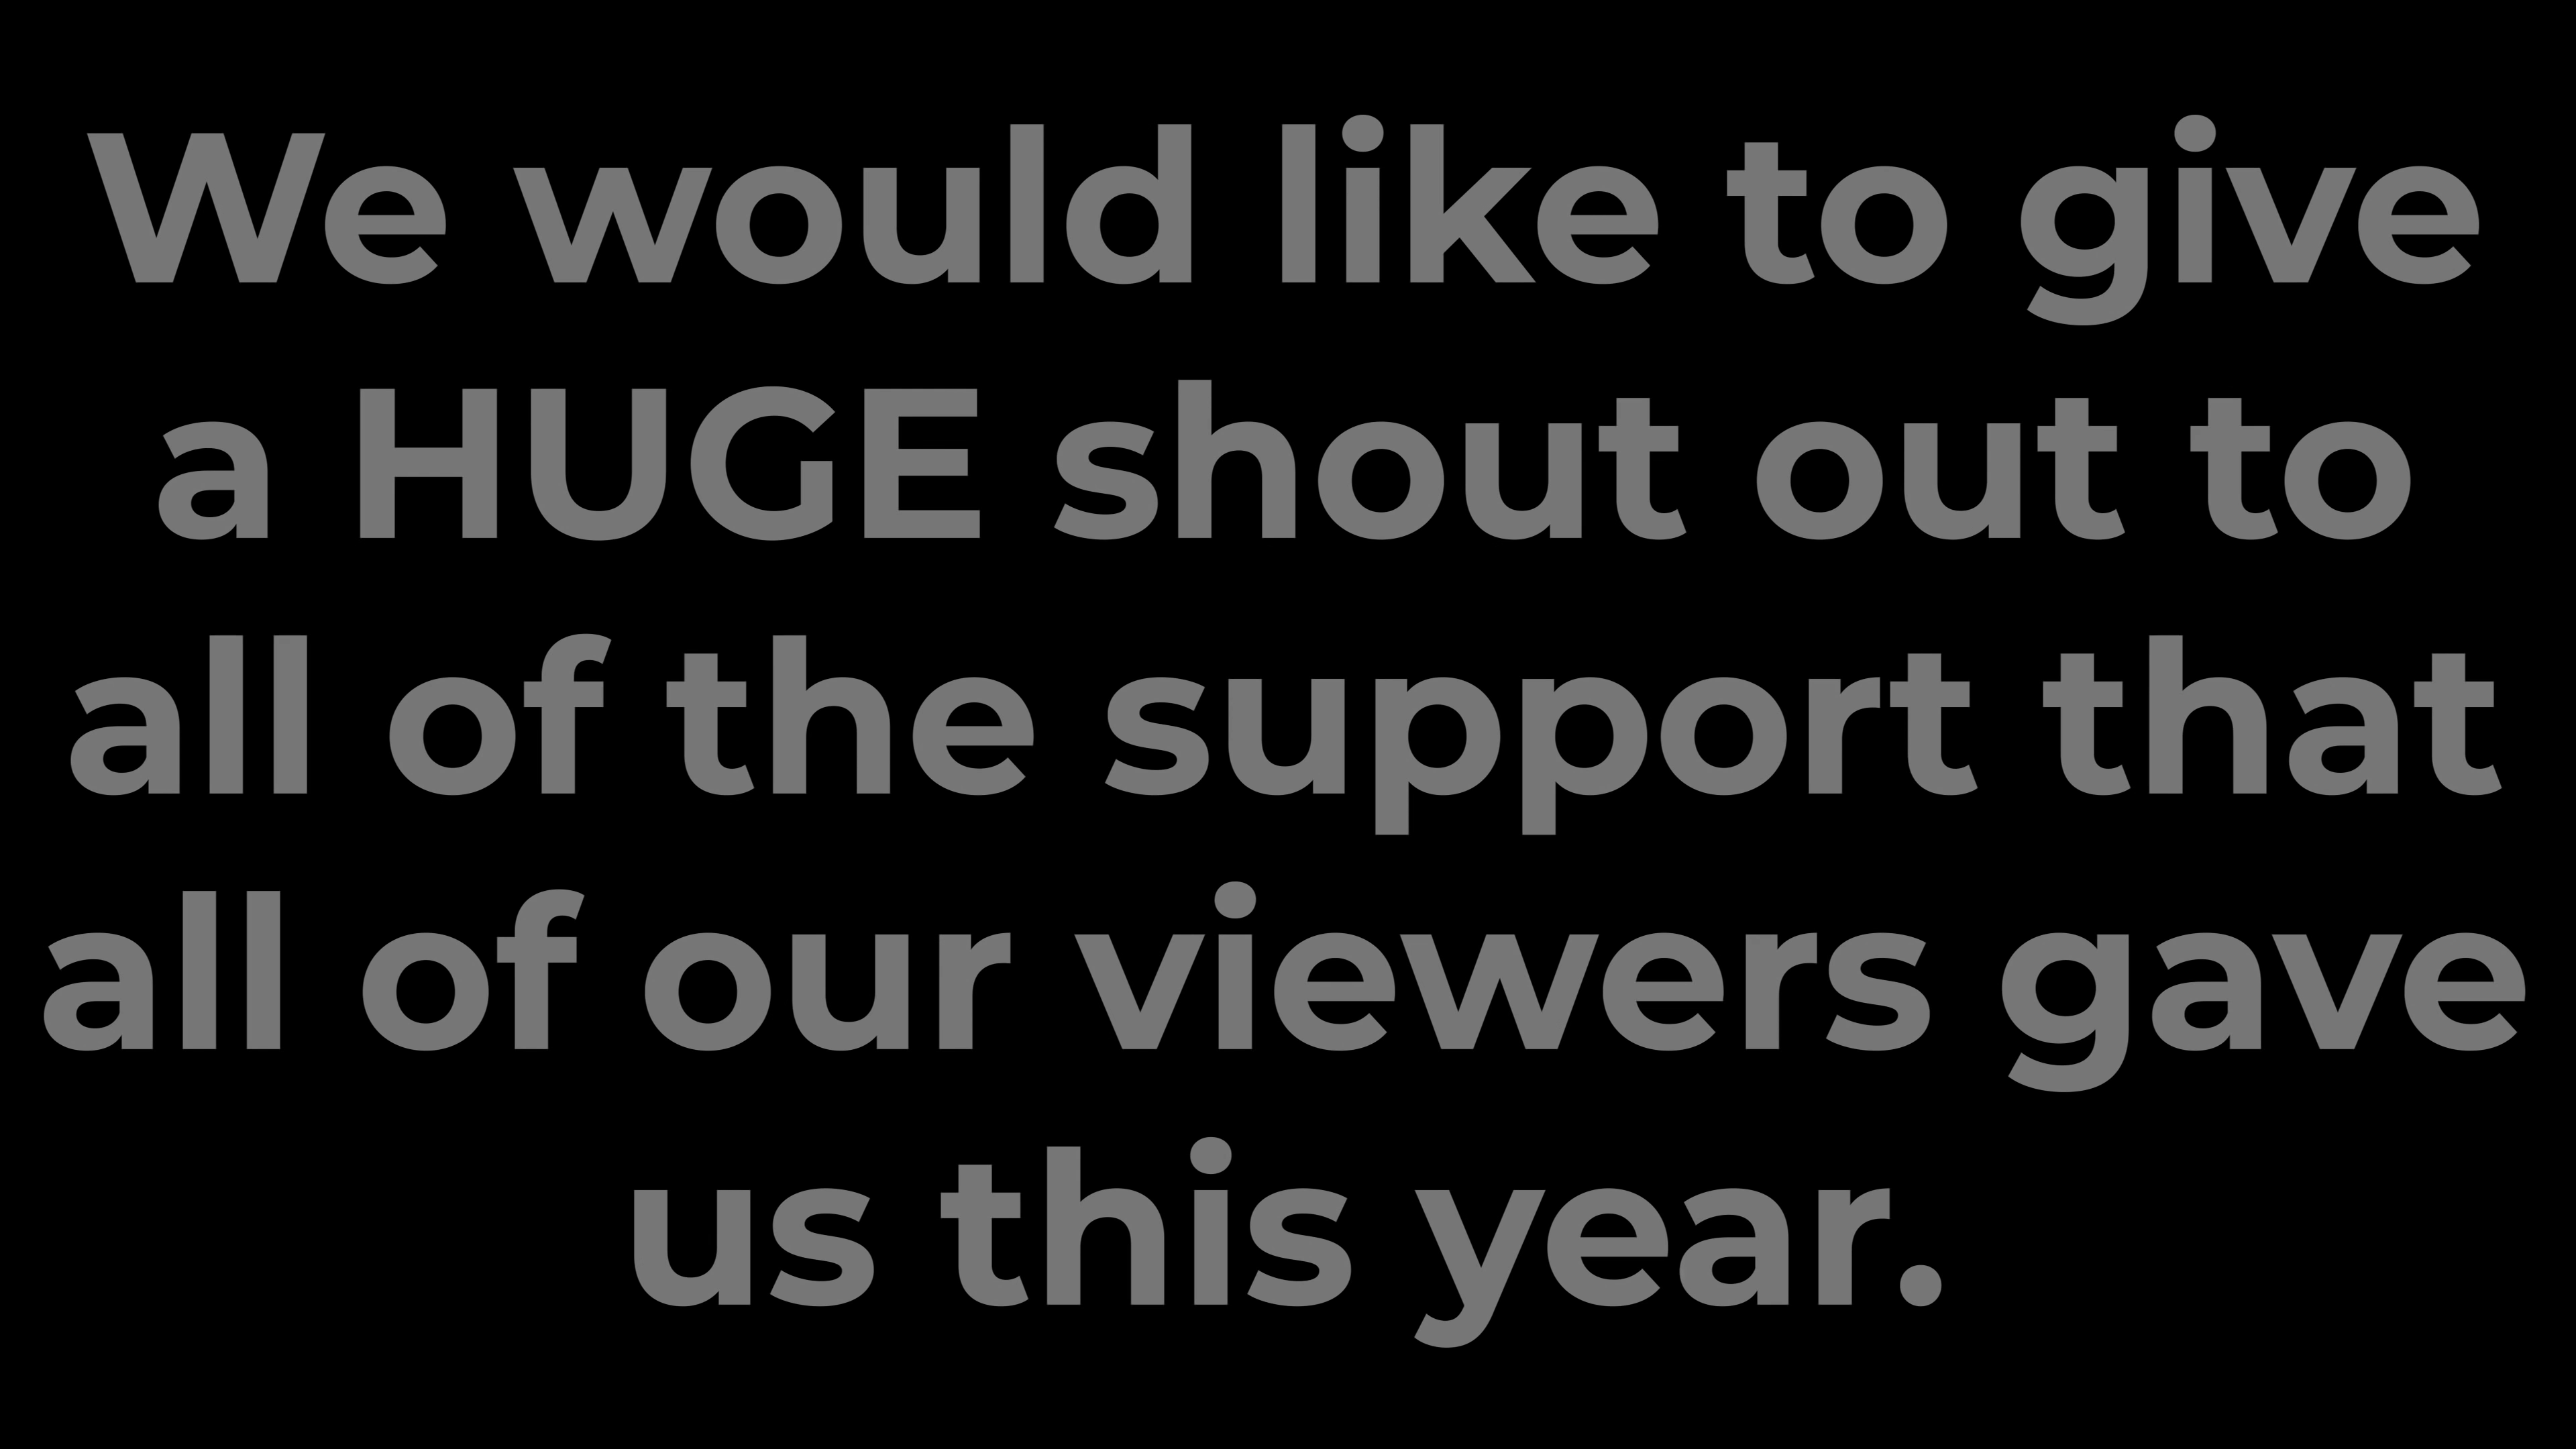 We would like to give
a HUGE shout out to
all of the support that
all of our viewers gave
us this year.